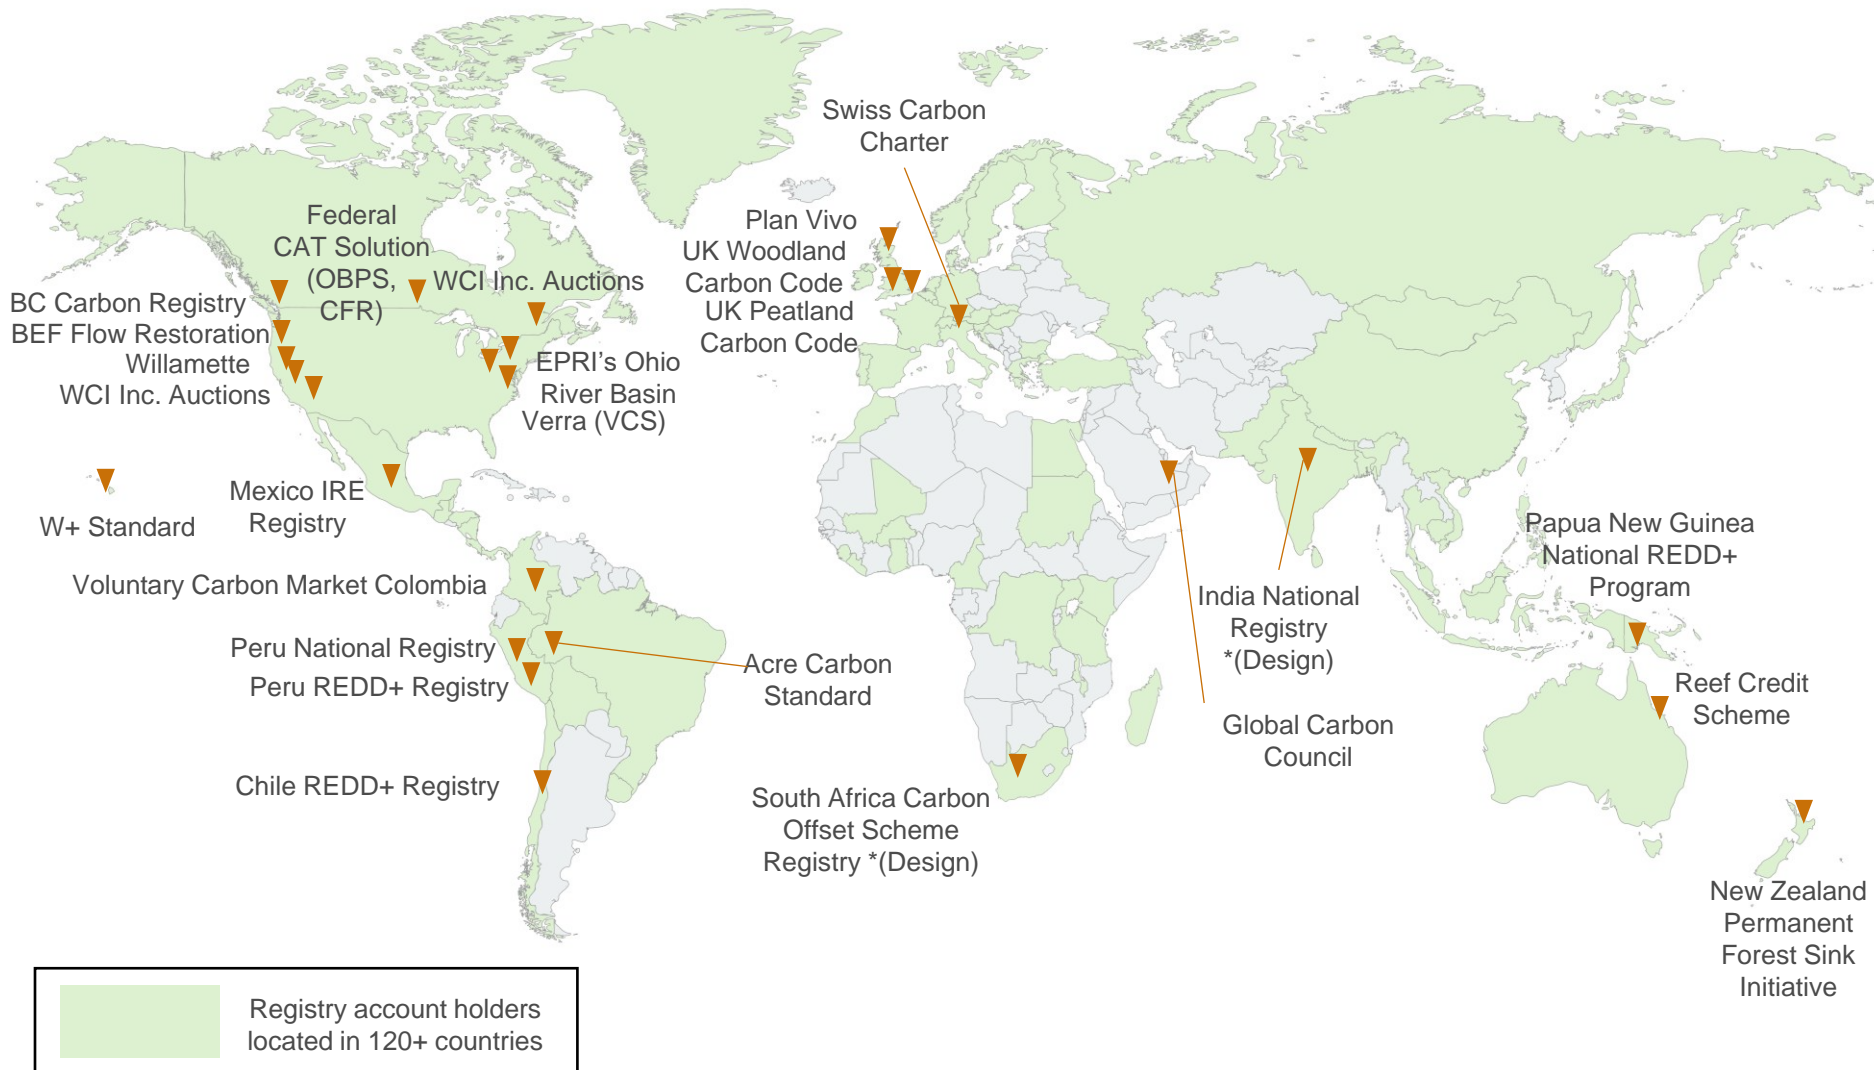 Swiss Carbon
Charter
Federal
CAT Solution
(OBPS,
CFR)
WCI Inc. Auctions
Plan Vivo
UK Woodland
Carbon Code
UK Peatland
Carbon Code
BC Carbon Registry
BEF Flow Restoration
Willamette
WCI Inc. Auctions
EPRI’s Ohio
River Basin
Verra (VCS)
W+ Standard
Mexico IRE
Registry
Voluntary Carbon Market Colombia
Peru National Registry
Peru REDD+ Registry
Acre Carbon
Standard
Chile REDD+ Registry
South Africa Carbon
Offset Scheme
Registry *(Design)
India National
Registry
*(Design)
Global Carbon
Council
Papua New Guinea
National REDD+
Program
Reef Credit
Scheme
New Zealand
Permanent
Forest Sink
Initiative
Registry account holders
located in 120+ countries